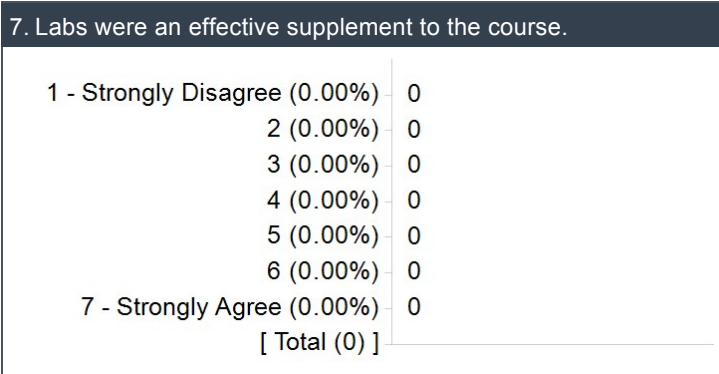 7. Labs were an effective supplement to the course.
1 - Strongly Disagree (0.00%) 0
2 (0.00%) 0
3 (0.00%) 0
4 (0.00%) 0
5 (0.00%) 0
6 (0.00%) 0
7 - Strongly Agree (0.00%) 0
[ Total (0) ]